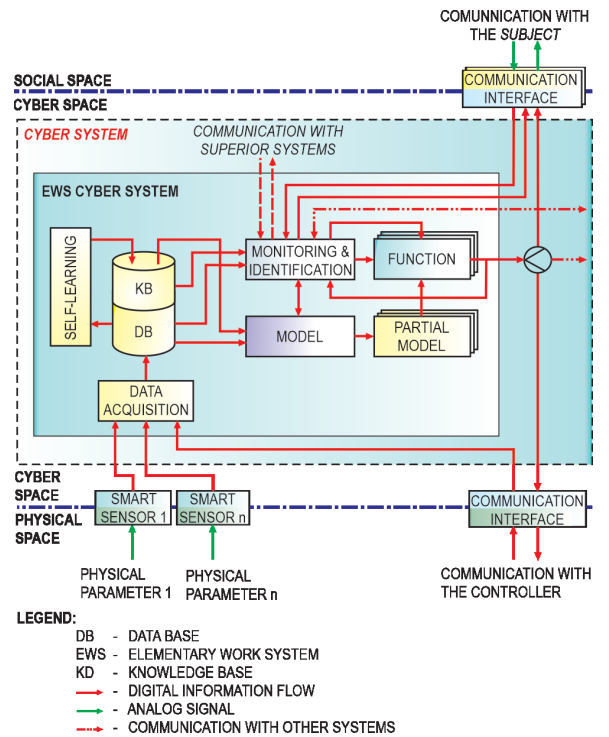 COMUNNICATION WITH
THE SUBJECT
SOCIAL SPACE
CYBER SPACE
COMMUNICATION
INTERFACE
CYBER SYSTEM
COMMUNICATION WITH
SUPERIOR SYSTEMS
EWS CYBER SYSTEM
SELF-LEARNING
KB
DB
MONITORING &
IDENTIFICATION
FUNCTION
MODEL
PARTIAL
MODEL
DATA
ACQUISITION
CYBER
SPACE
PHYSICAL
SPACE
SMART
SENSOR 1
SMART
SENSOR n
COMMUNICATION
INTERFACE
PHYSICAL
PARAMETER 1
PHYSICAL
PARAMETER n
COMMUNICATION WITH
THE CONTROLLER
LEGEND:
DB - DATA BASE
EWS - ELEMENTARY WORK SYSTEM
KD - KNOWLEDGE BASE
- DIGITAL INFORMATION FLOW
- ANALOG SIGNAL
- COMMUNICATION WITH OTHER SYSTEMS